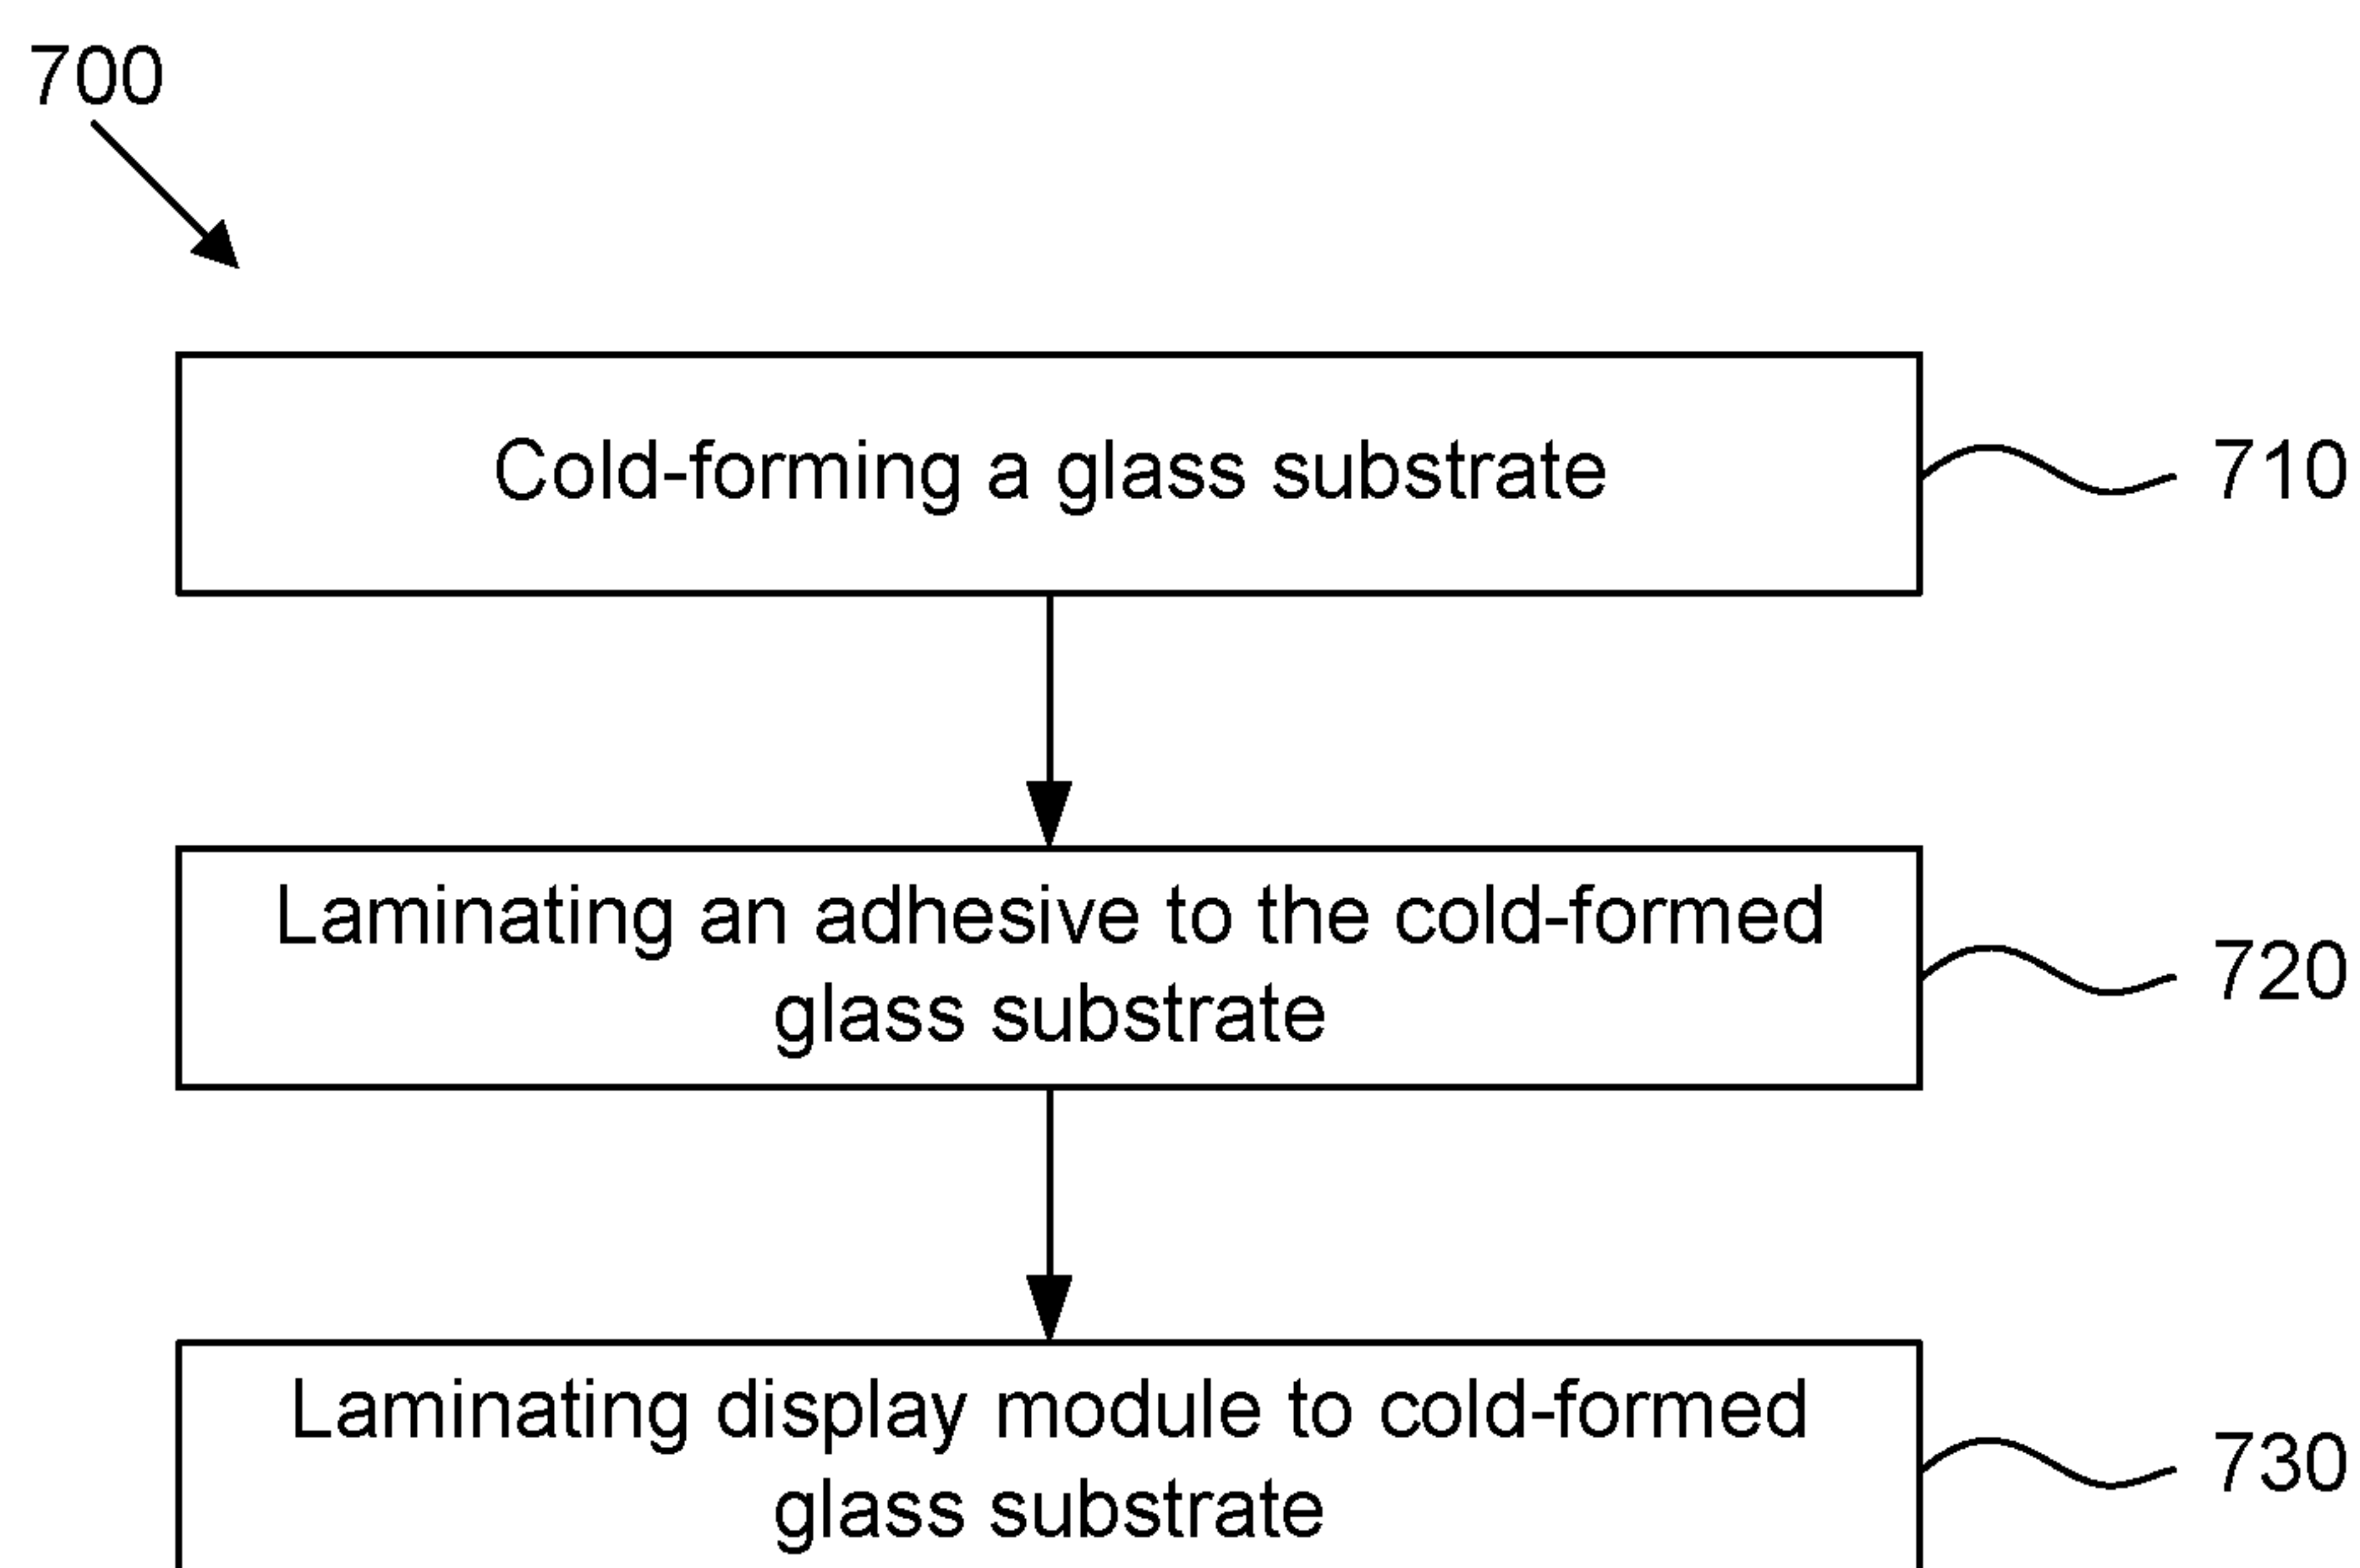 700
Cold-forming a glass substrate
710
Laminating an adhesive to the cold-formed
glass substrate
720
Laminating display module to cold-formed
glass substrate
730